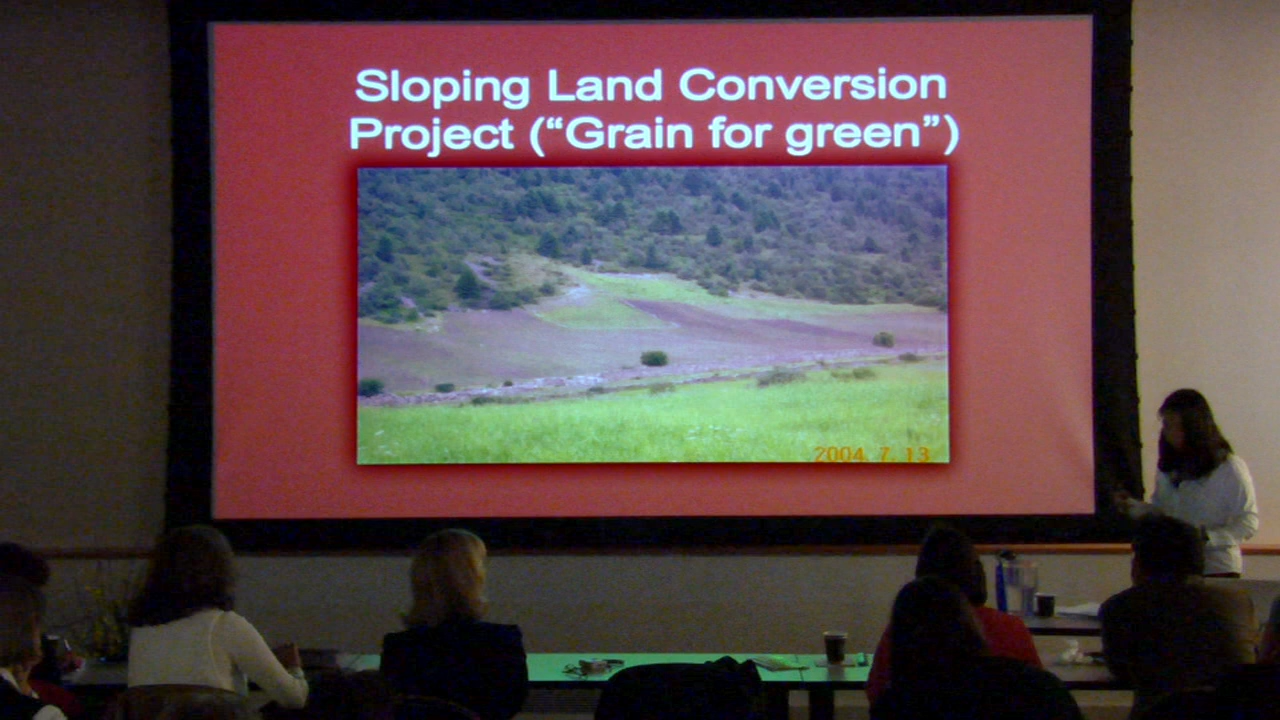 Sloping Land Conversion
Project (“Grain for green”)
2004. 7. 13